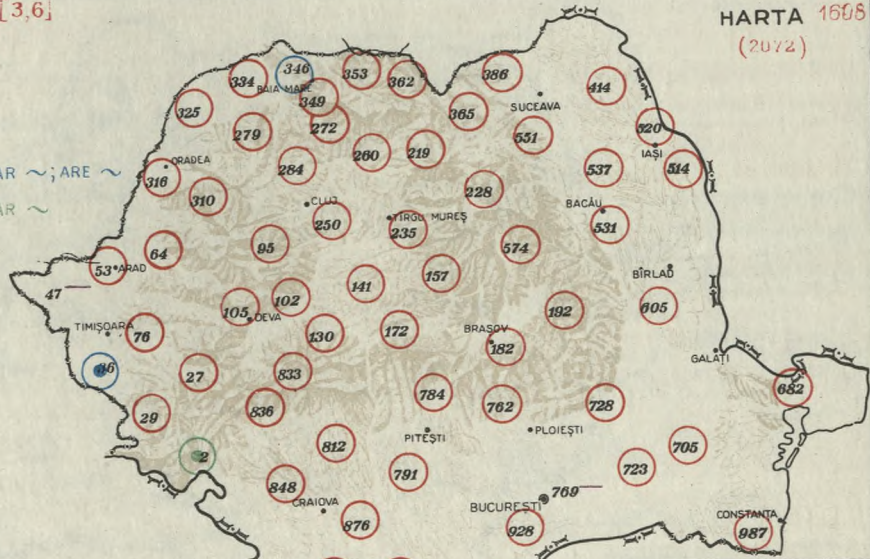 [3,6]
HARTA 1608
(2072)
AR ~; ARE ~
AR ~
334
346
353
362
386
414
BAIA MARE
349
325
365
SUCEAVA
279
272
551
520
IAȘI
ORADEA
284
260
219
537
514
316
310
228
CLUJ
250
TÎRGU MUREȘ
235
BACĂU
531
64
95
574
53
ARAD
157
BÎRLAD
47
141
105
102
DEVA
192
605
TIMIȘOARA
76
130
172
BRAȘOV
182
GALAȚI
86
27
833
682
29
836
784
762
728
PITEȘTI
PLOIEȘTI
812
705
2
791
723
848
769
CRAIOVA
BUCUREȘTI
876
928
CONSTANȚA
987